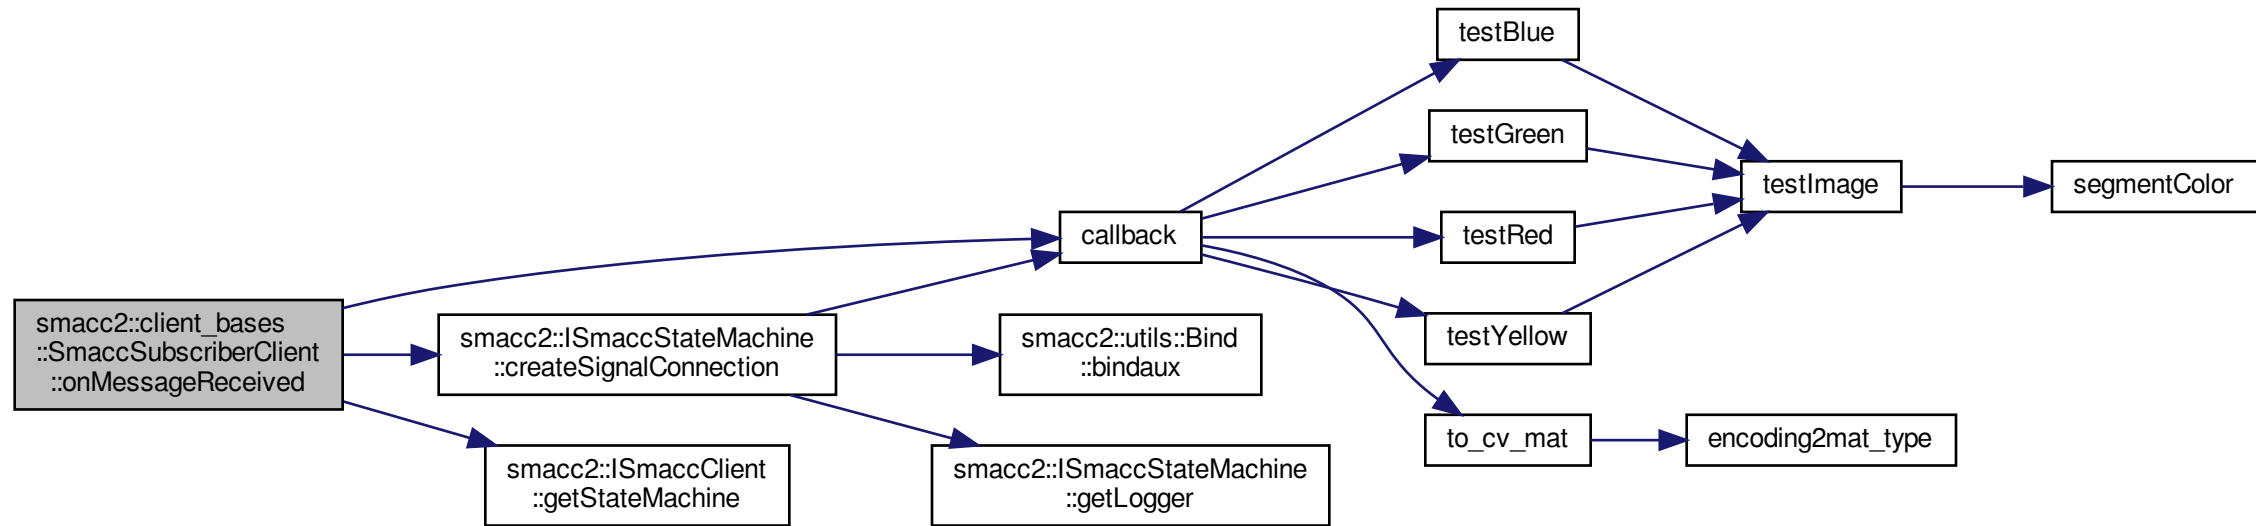 smacc2::client_bases
::SmaccSubscriberClient
::onMessageReceived
smacc2::ISmaccStateMachine
::createSignalConnection
smacc2::ISmaccClient
::getStateMachine
callback
smacc2::utils::Bind
::bindaux
smacc2::ISmaccStateMachine
::getLogger
testBlue
testGreen
testRed
testYellow
to_cv_mat
testImage
encoding2mat_type
segmentColor